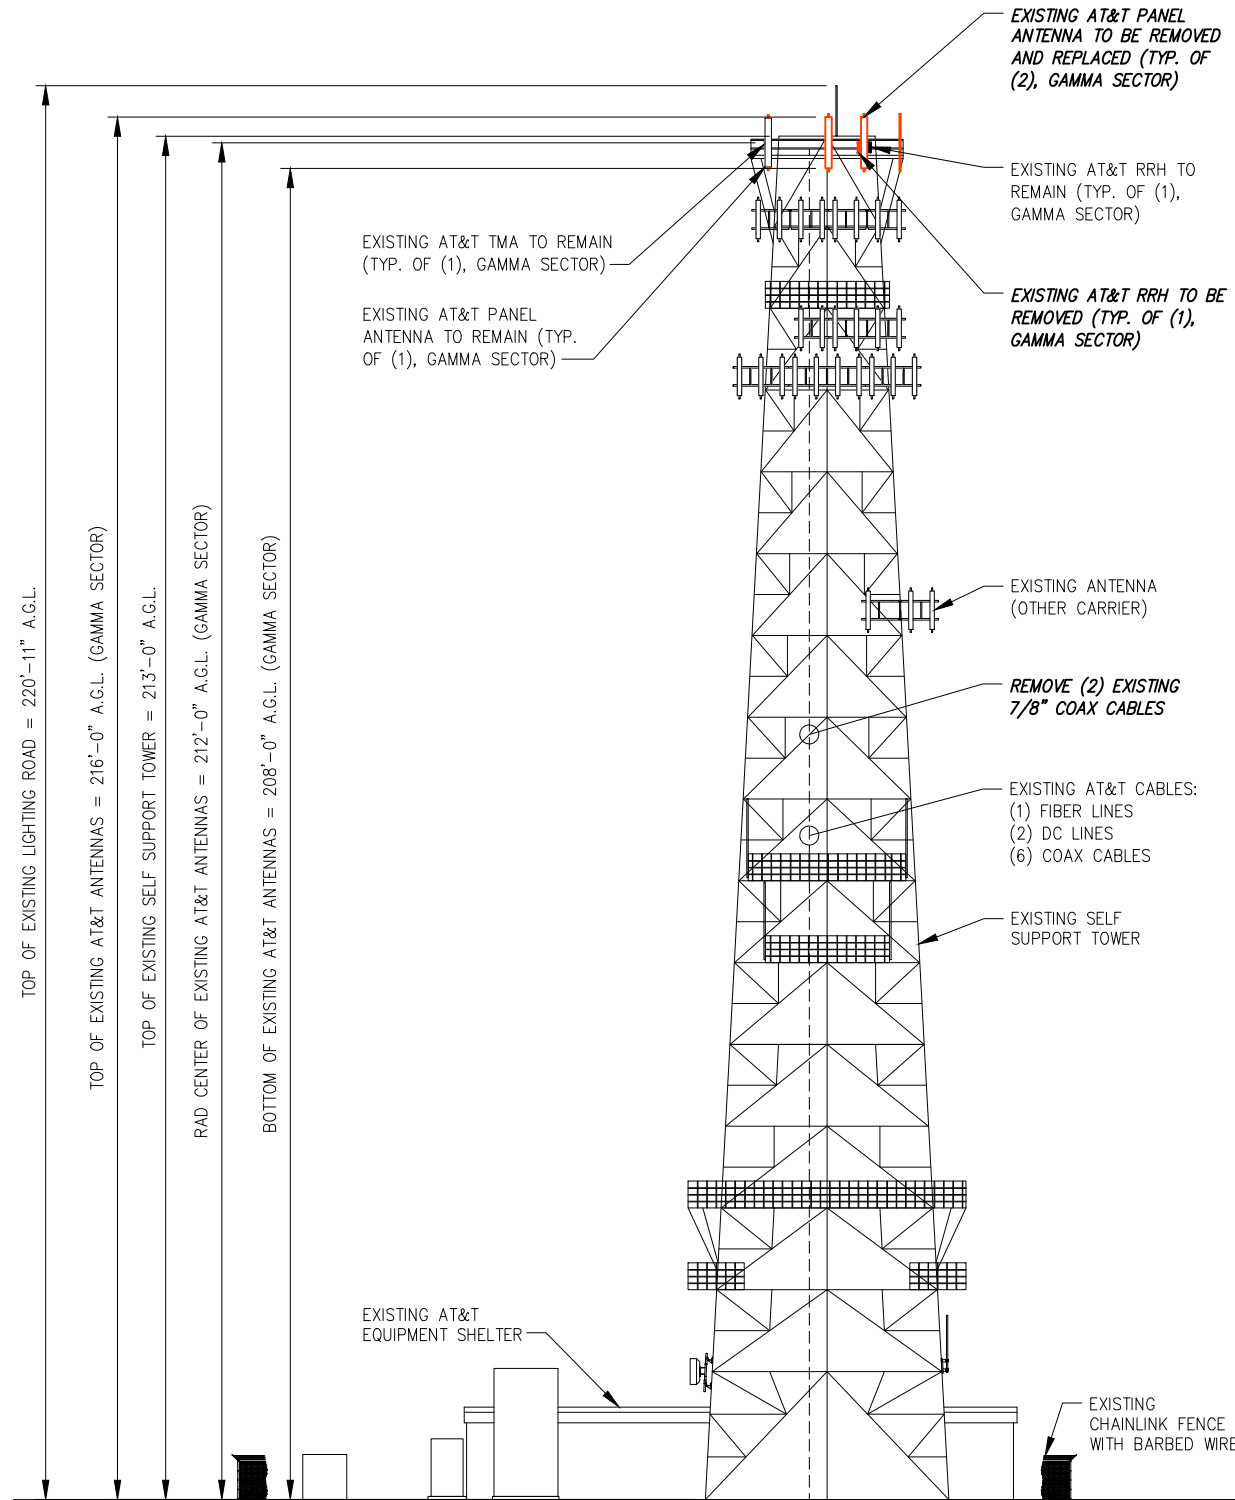 EXISTING AT&T PANEL
ANTENNA TO BE REMOVED
AND REPLACED (TYP. OF
(2), GAMMA SECTOR)
EXISTING AT&T RRH TO
REMAIN (TYP. OF (1),
GAMMA SECTOR)
EXISTING AT&T TMA TO REMAIN
(TYP. OF (1), GAMMA SECTOR)
EXISTING AT&T PANEL
ANTENNA TO REMAIN (TYP.
OF (1), GAMMA SECTOR)
EXISTING AT&T RRH TO BE
REMOVED (TYP. OF (1),
GAMMA SECTOR)
TOP OF EXISTING LIGHTING ROAD = 220'-11" A.G.L.
TOP OF EXISTING AT&T ANTENNAS = 216'-0" A.G.L. (GAMMA SECTOR)
TOP OF EXISTING SELF SUPPORT TOWER = 213'-0" A.G.L.
RAD CENTER OF EXISTING AT&T ANTENNAS = 212'-0" A.G.L. (GAMMA SECTOR)
BOTTOM OF EXISTING AT&T ANTENNAS = 208'-0" A.G.L. (GAMMA SECTOR)
EXISTING ANTENNA
(OTHER CARRIER)
REMOVE (2) EXISTING
7/8" COAX CABLES
EXISTING AT&T CABLES:
(1) FIBER LINES
(2) DC LINES
(6) COAX CABLES
EXISTING SELF
SUPPORT TOWER
EXISTING AT&T
EQUIPMENT SHELTER
EXISTING
CHAINLINK FENCE
WITH BARBED WIRE